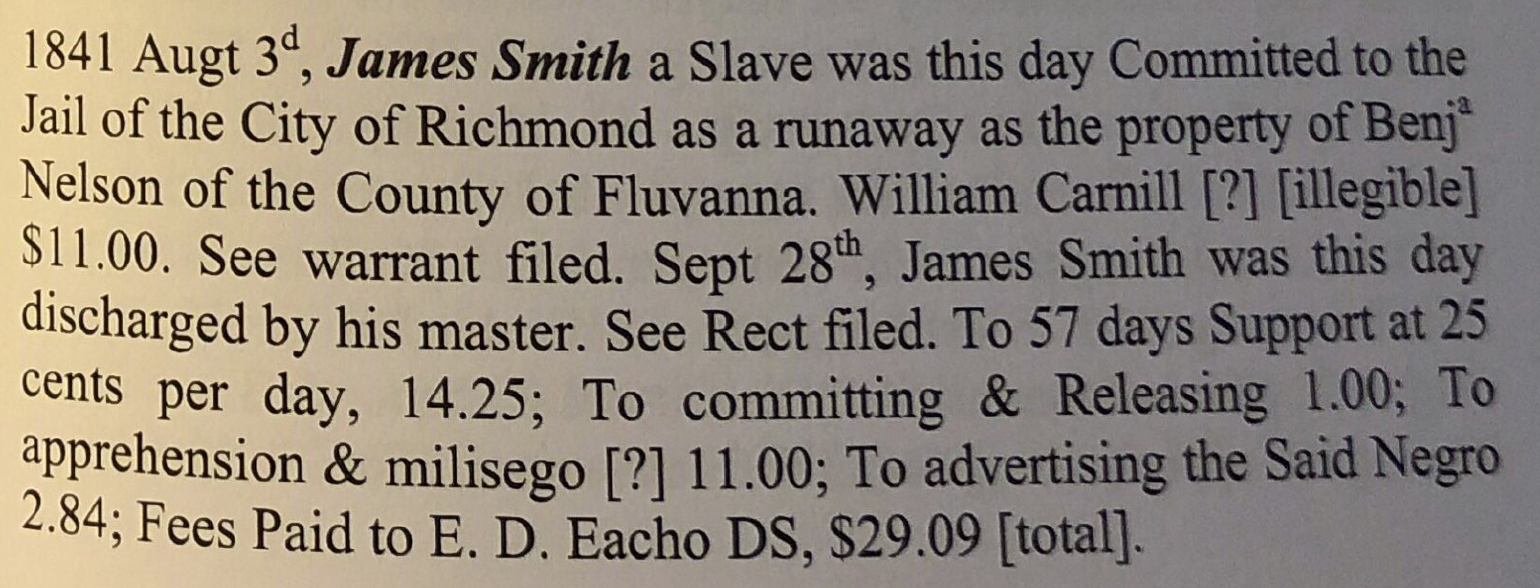 1841 Augt 3ᵈ, James Smith a Slave was this day Committed to the
Jail of the City of Richmond as a runaway as the property of Benjᵃ
Nelson of the County of Fluvanna. William Carnill [?] [illegible]
$11.00. See warrant filed. Sept 28ᵗʰ, James Smith was this day
discharged by his master. See Rect filed. To 57 days Support at 25
cents per day, 14.25; To committing & Releasing 1.00; To
apprehension & milisego [?] 11.00; To advertising the Said Negro
2.84; Fees Paid to E. D. Eacho DS, $29.09 [total].